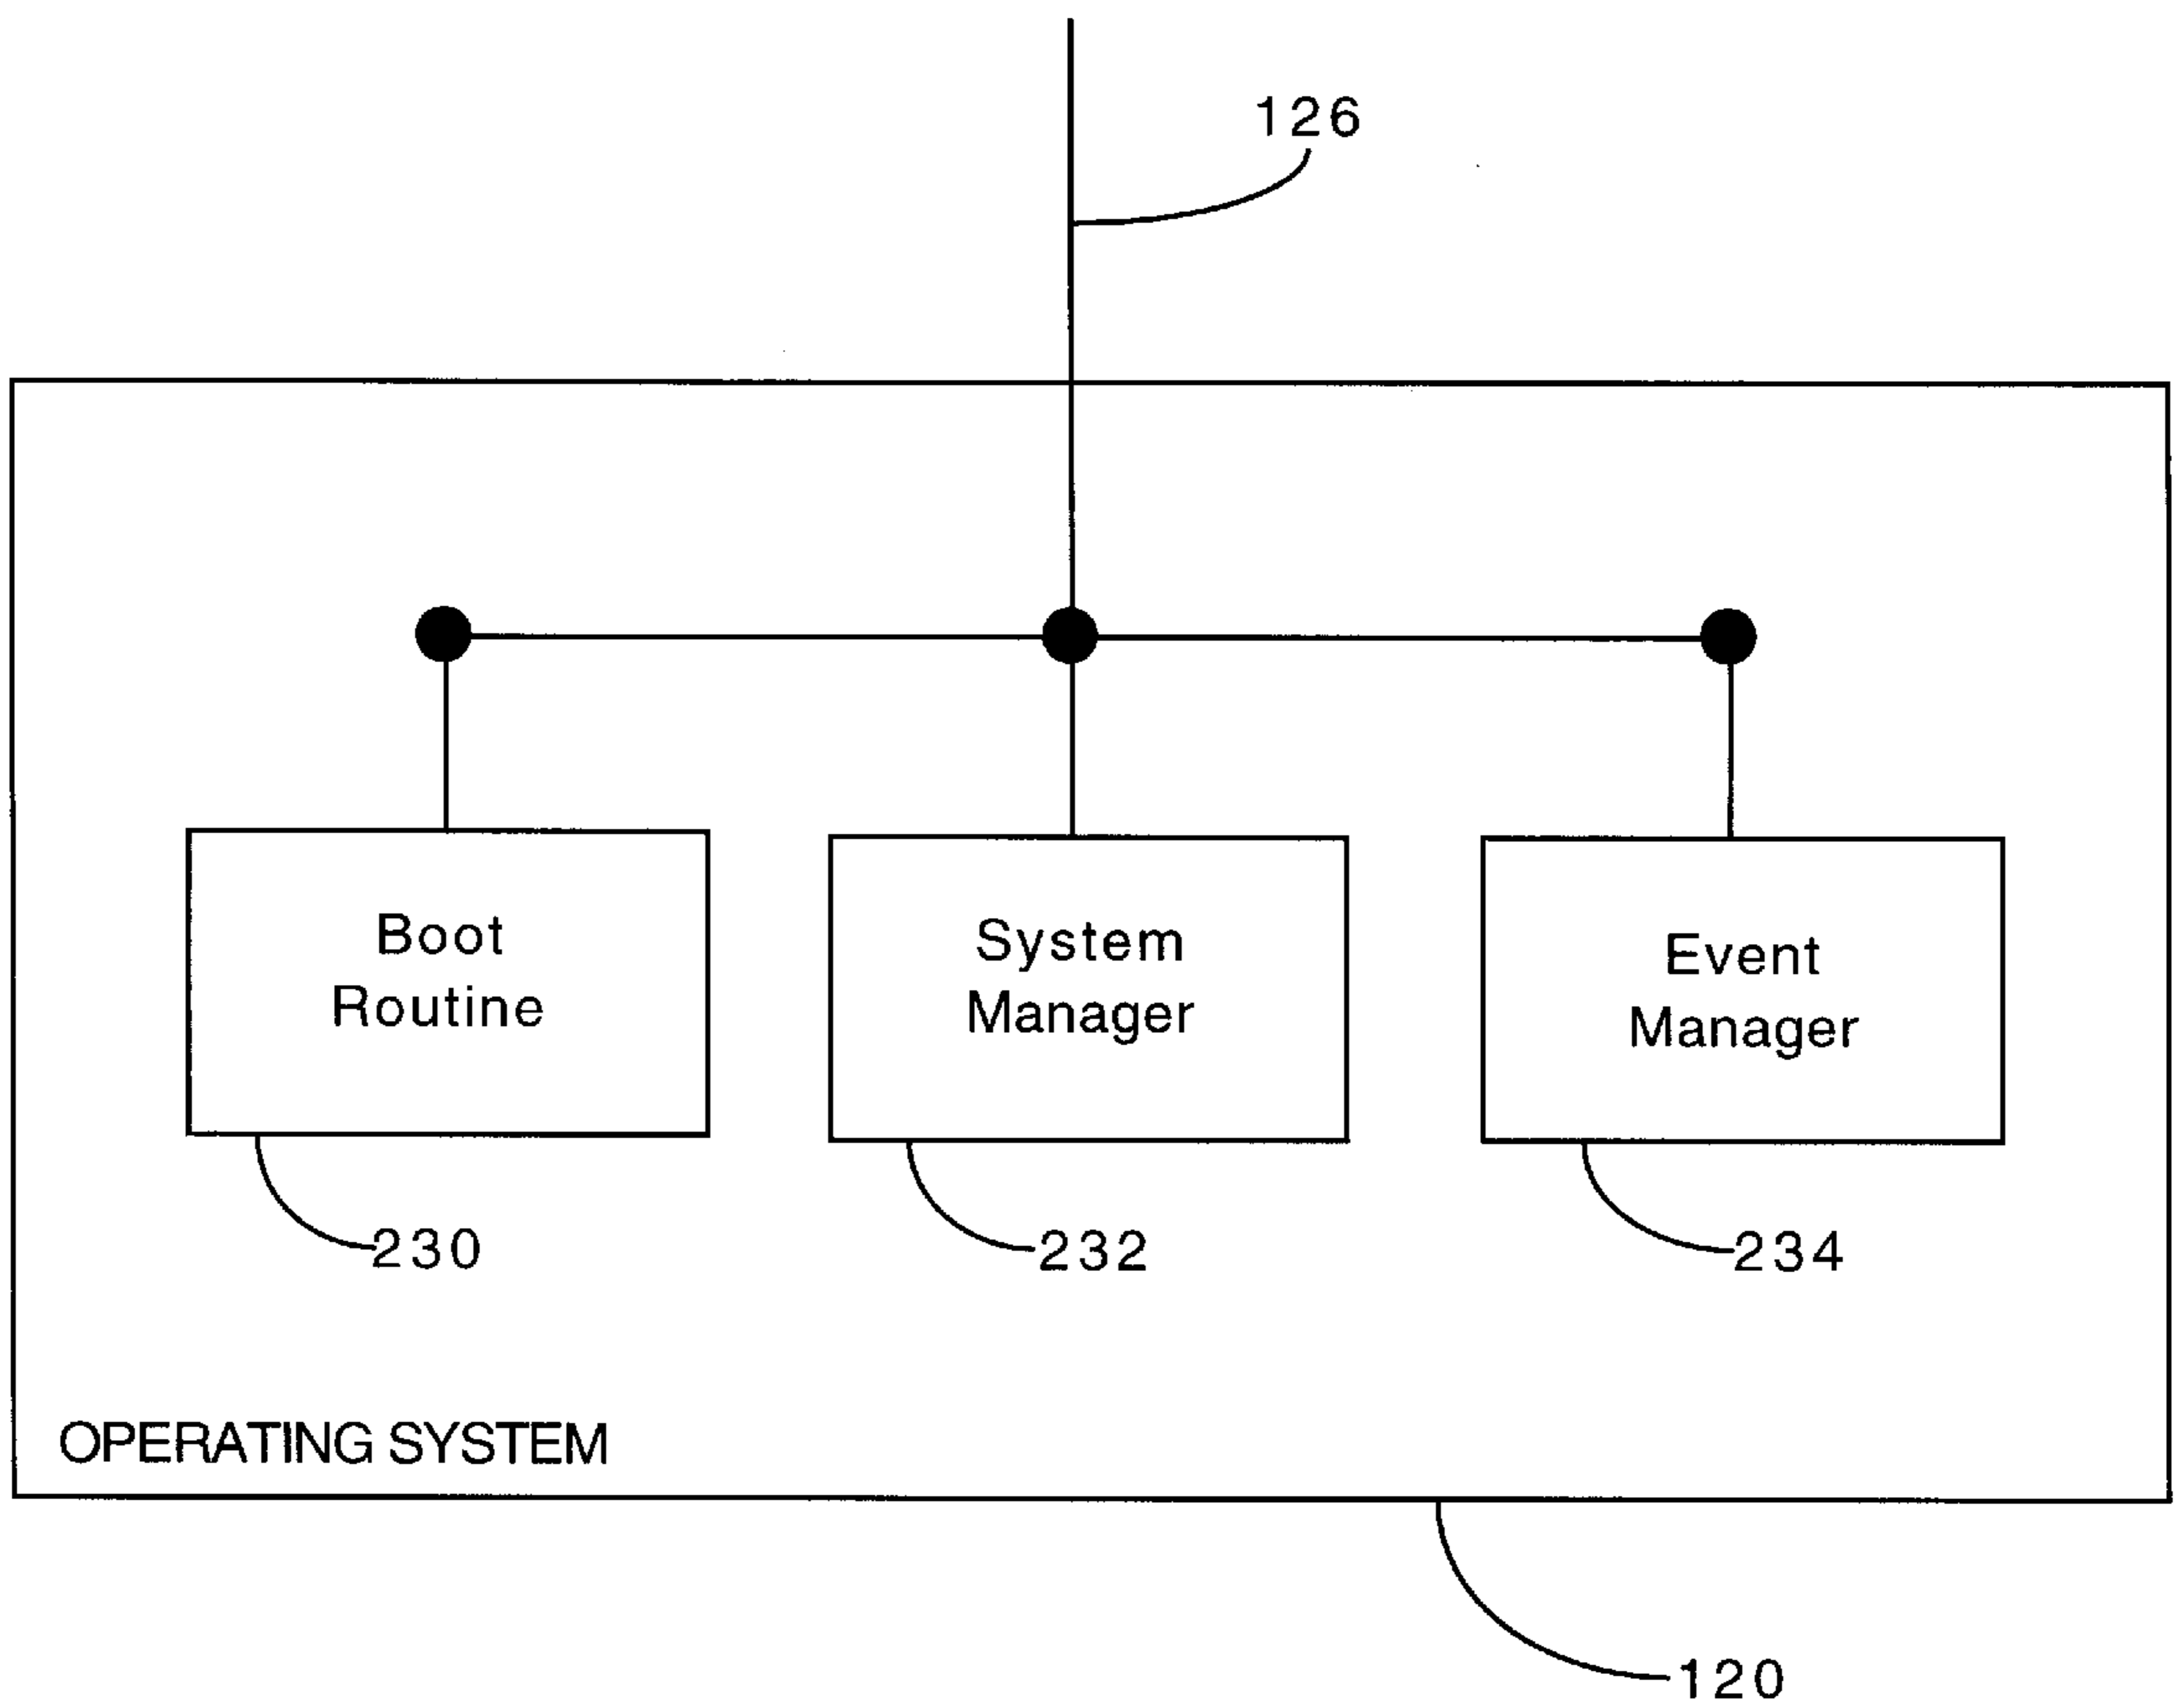 126
Boot
Routine
System
Manager
Event
Manager
230
232
234
OPERATING SYSTEM
120